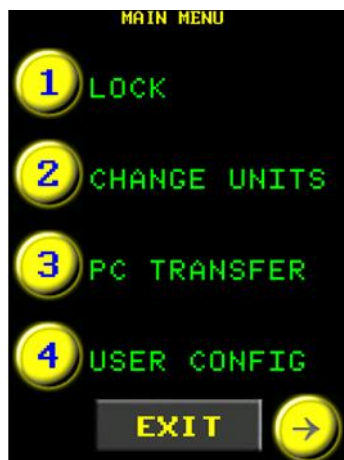 MAIN MENU
1 LOCK
2 CHANGE UNITS
3 PC TRANSFER
4 USER CONFIG
EXIT →